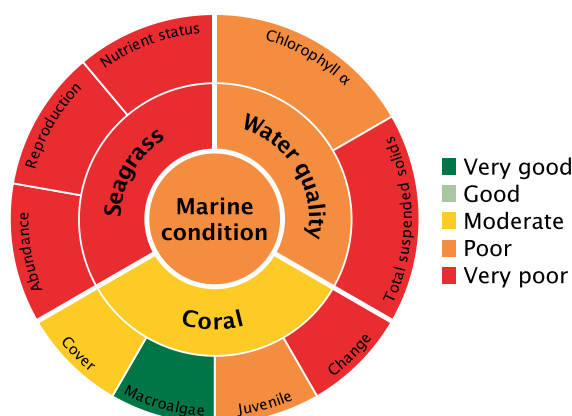 Nutrient status
Chlorophyll α
Reproduction
Seagrass
Water quality
Total suspended solids
Abundance
Marine
condition
Coral
Cover
Macroalgae
Juvenile
Change
Very good
Good
Moderate
Poor
Very poor